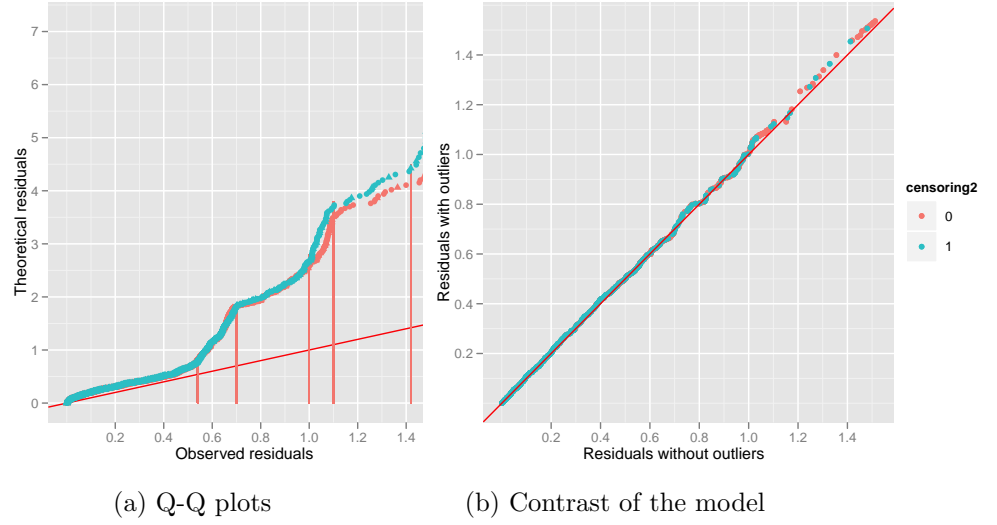 7
6
5
4
3
2
1
0
Theoretical residuals
0.2 0.4 0.6 0.8 1.0 1.2 1.4
Observed residuals
1.4
1.2
1.0
0.8
0.6
0.4
0.2
Residuals with outliers
0.2 0.4 0.6 0.8 1.0 1.2 1.4
Residuals without outliers
censoring2
0
1
(a) Q-Q plots
(b) Contrast of the model